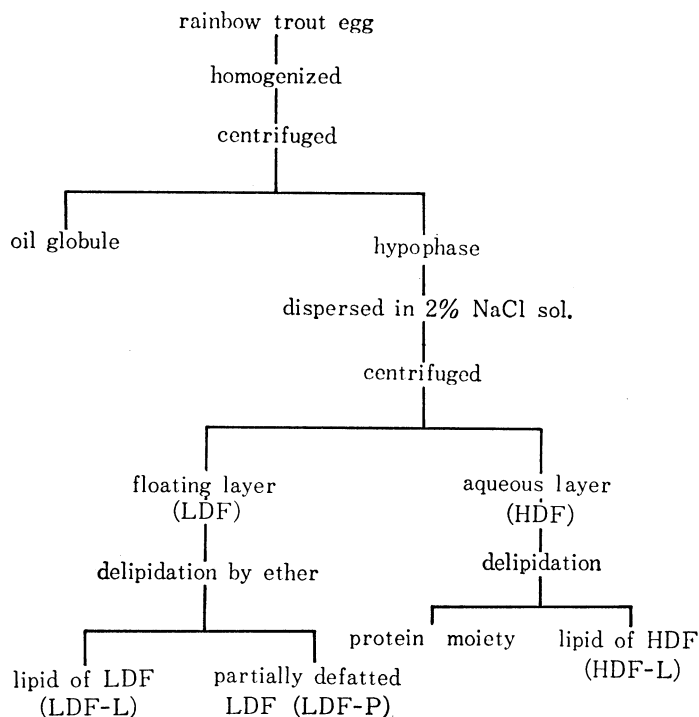 rainbow trout egg
homogenized
centrifuged
oil globule
hypophase
dispersed in 2% NaCl sol.
centrifuged
floating layer
(LDF)
aqueous layer
(HDF)
delipidation by ether
delipidation
lipid of LDF
(LDF-L)
partially defatted
LDF (LDF-P)
protein moiety
lipid of HDF
(HDF-L)